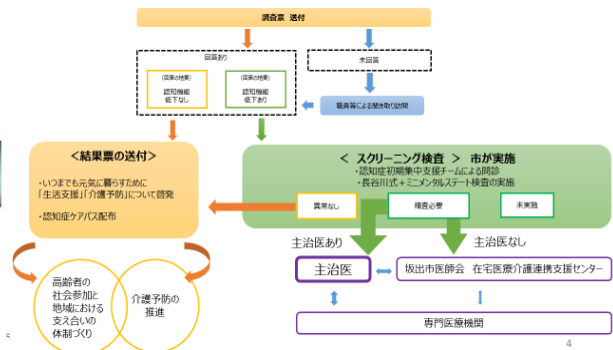 調査票 送付
回答あり
未回答
(回答の結果)
認知機能
低下なし
(回答の結果)
認知機能
低下あり
職員等による聞き取り訪問
＜結果票の送付＞
・いつまでも元気に暮らすために
「生活支援」「介護予防」について啓発
・認知症ケアパス配布
＜ スクリーニング検査 ＞ 市が実施
・認知症初期集中支援チームによる問診
・長谷川式＋ミニメンタルステート検査の実施
異常なし
精査必要
未実施
主治医あり
主治医なし
主治医
坂出市医師会 在宅医療介護連携支援センター
専門医療機関
高齢者の
社会参加と
地域における
支え合いの
体制づくり
介護予防の
推進
4